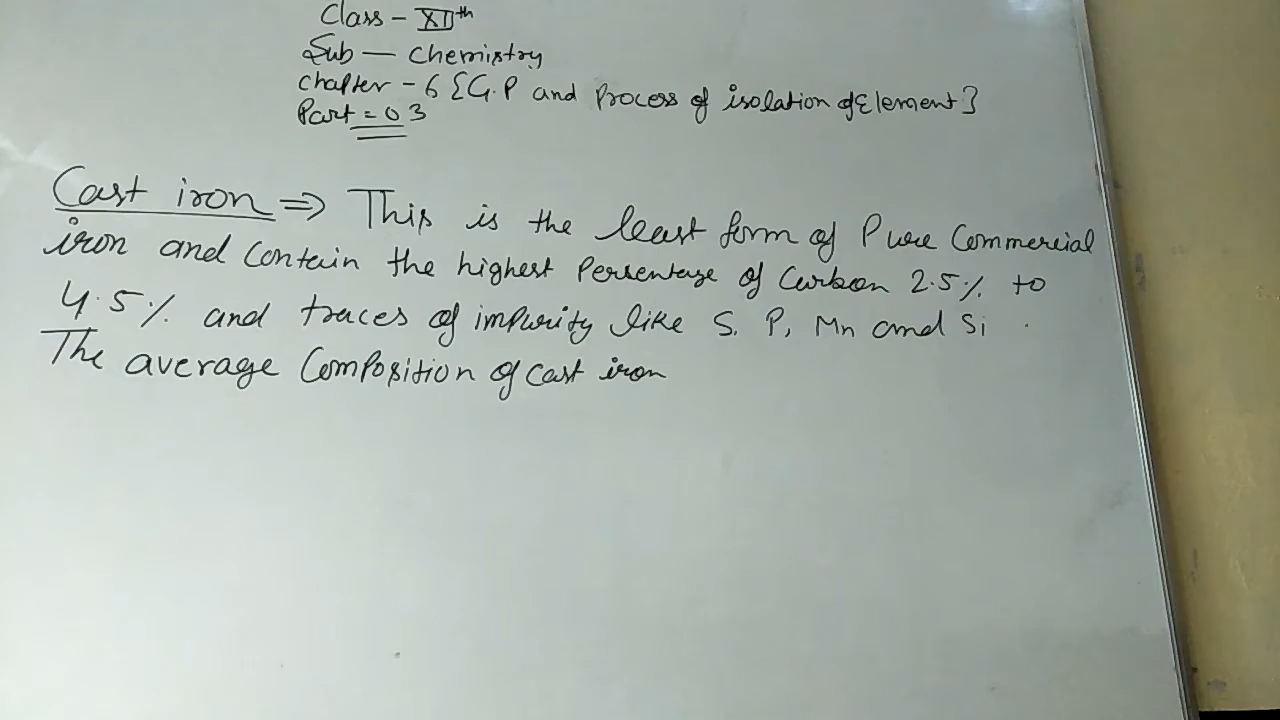 Class - XIIth
Sub - Chemistry
chapter - 6 {G.P and Process of isolation of Element}
Part = 03
Cast iron ⇒ This is the least form of Pure Commercial
iron and contain the highest Persentage of Carbon 2.5% to
4.5% and traces of impurity like S. P, Mn and Si.
The average Composition of cast iron